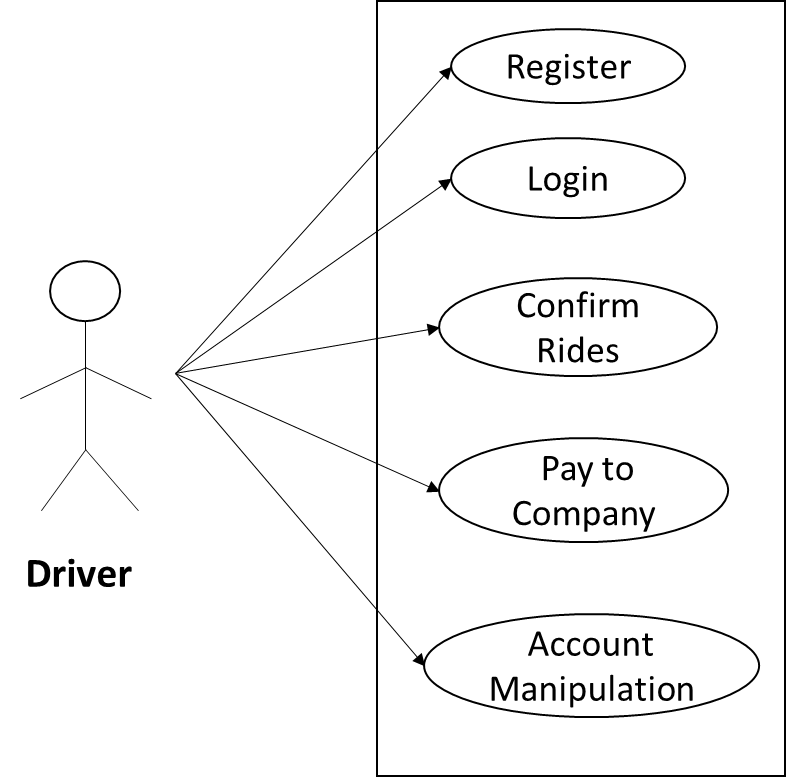 Register
Login
Confirm
Rides
Pay to
Company
Driver
Account
Manipulation